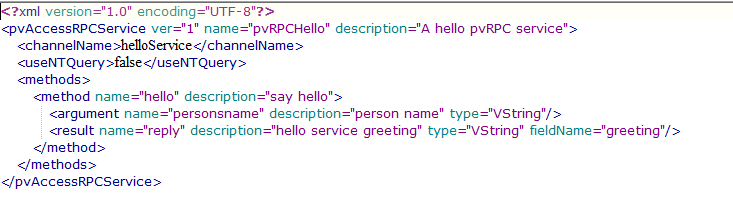 <?xml version="1.0" encoding="UTF-8"?>
<pvAccessRPCService ver="1" name="pvRPCHello" description="A hello pvRPC service">
<channelName>helloService</channelName>
<useNTQuery>false</useNTQuery>
<methods>
<method name="hello" description="say hello">
<argument name="personsname" description="person name" type="VString"/>
<result name="reply" description="hello service greeting" type="VString" fieldName="greeting"/>
</method>
</methods>
</pvAccessRPCService>